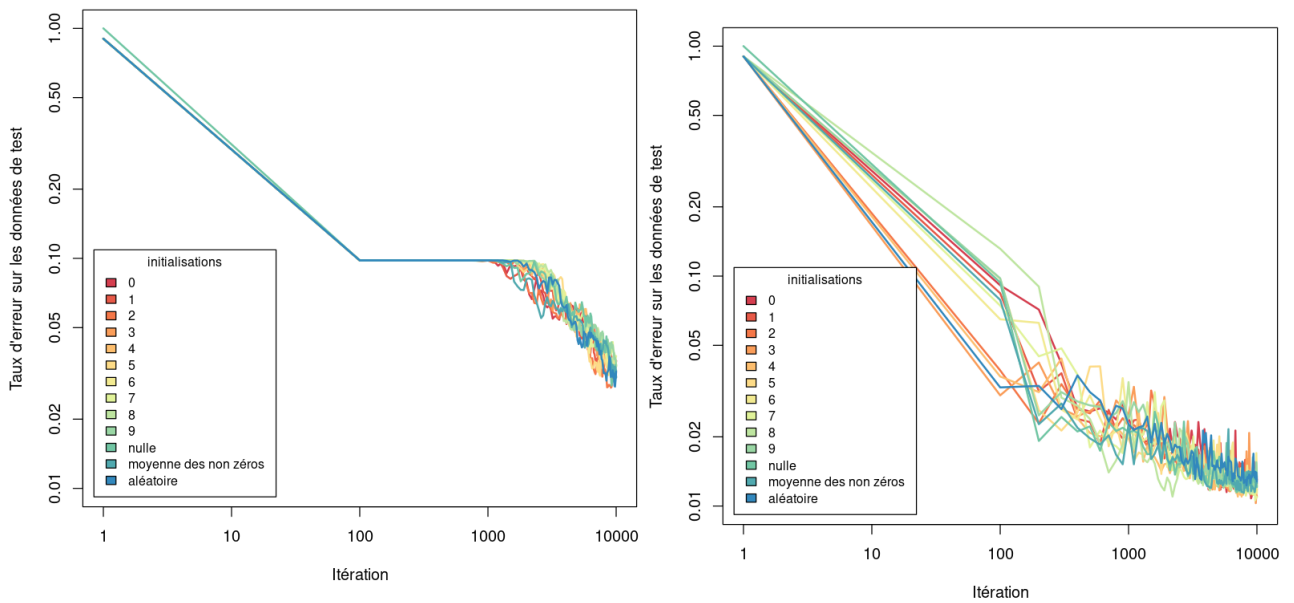 Taux d'erreur sur les données de test
1.00
0.50
0.20
0.10
0.05
0.02
0.01
initialisations
0
1
2
3
4
5
6
7
8
9
nulle
moyenne des non zéros
aléatoire
1 10 100 1000 10000
Itération
Taux d'erreur sur les données de test
1.00
0.50
0.20
0.10
0.05
0.02
0.01
initialisations
0
1
2
3
4
5
6
7
8
9
nulle
moyenne des non zéros
aléatoire
1 10 100 1000 10000
Itération